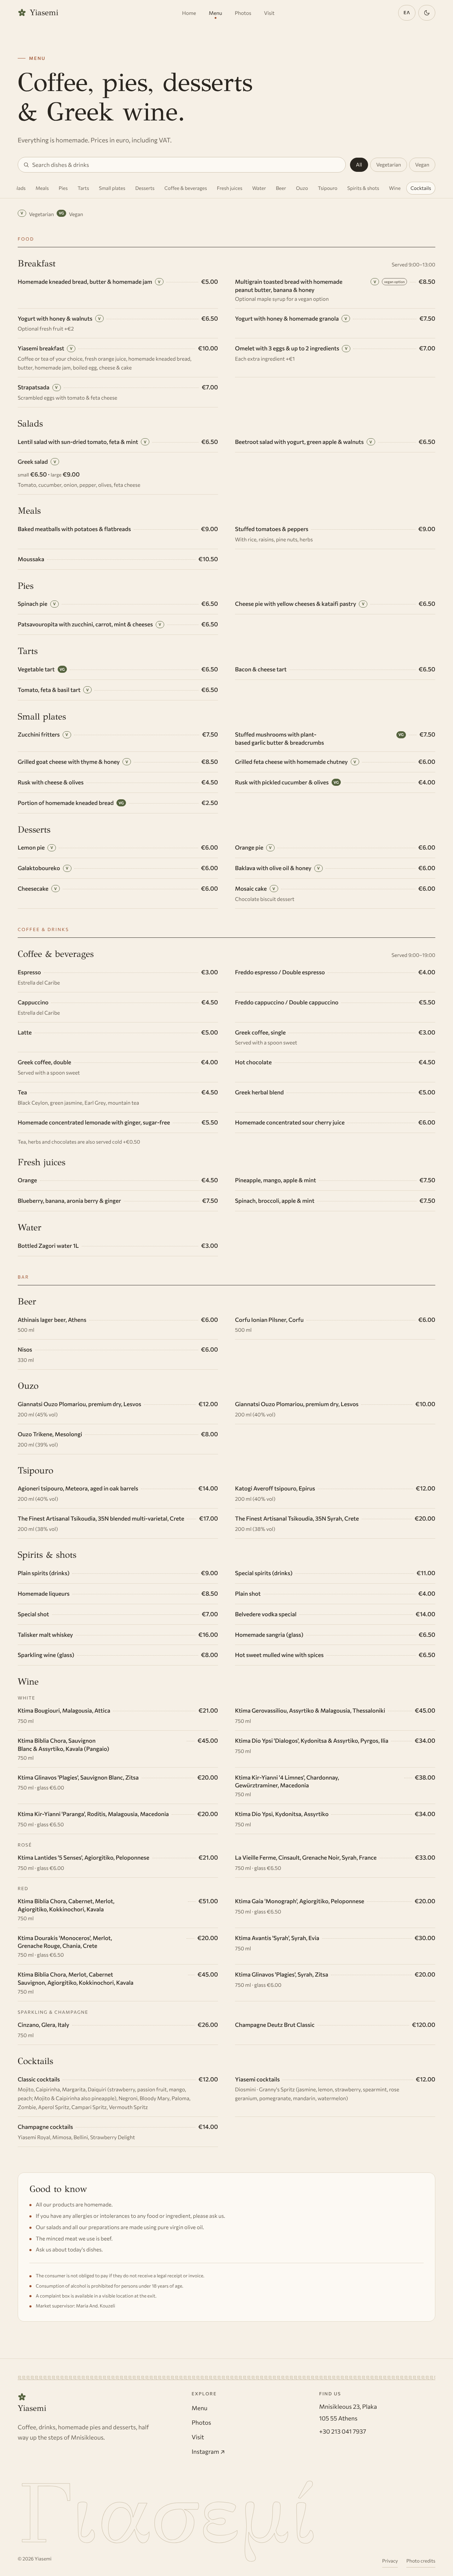 Yiasemi
Home Menu Photos Visit
ΕΛ
MENU
Coffee, pies, desserts
& Greek wine.
Everything is homemade. Prices in euro, including VAT.
Search dishes & drinks
All Vegetarian Vegan
lads Meals Pies Tarts Small plates Desserts Coffee & beverages Fresh juices Water Beer Ouzo Tsipouro Spirits & shots Wine Cocktails
V Vegetarian VG Vegan
FOOD
Breakfast
Served 9:00–13:00
Homemade kneaded bread, butter & homemade jam V €5.00
Multigrain toasted bread with homemade
peanut butter, banana & honey V vegan option €8.50
Optional maple syrup for a vegan option
Yogurt with honey & walnuts V €6.50
Optional fresh fruit +€2
Yogurt with honey & homemade granola V €7.50
Yiasemi breakfast V €10.00
Coffee or tea of your choice, fresh orange juice, homemade kneaded bread,
butter, homemade jam, boiled egg, cheese & cake
Omelet with 3 eggs & up to 2 ingredients V €7.00
Each extra ingredient +€1
Strapatsada V €7.00
Scrambled eggs with tomato & feta cheese
Salads
Lentil salad with sun-dried tomato, feta & mint V €6.50
Beetroot salad with yogurt, green apple & walnuts V €6.50
Greek salad V
small €6.50 · large €9.00
Tomato, cucumber, onion, pepper, olives, feta cheese
Meals
Baked meatballs with potatoes & flatbreads €9.00
Stuffed tomatoes & peppers €9.00
With rice, raisins, pine nuts, herbs
Moussaka €10.50
Pies
Spinach pie V €6.50
Cheese pie with yellow cheeses & kataifi pastry V €6.50
Patsavouropita with zucchini, carrot, mint & cheeses V €6.50
Tarts
Vegetable tart VG €6.50
Bacon & cheese tart €6.50
Tomato, feta & basil tart V €6.50
Small plates
Zucchini fritters V €7.50
Stuffed mushrooms with plant-
based garlic butter & breadcrumbs VG €7.50
Grilled goat cheese with thyme & honey V €8.50
Grilled feta cheese with homemade chutney V €6.00
Rusk with cheese & olives €4.50
Rusk with pickled cucumber & olives VG €4.00
Portion of homemade kneaded bread VG €2.50
Desserts
Lemon pie V €6.00
Orange pie V €6.00
Galaktoboureko V €6.00
Baklava with olive oil & honey V €6.00
Cheesecake V €6.00
Mosaic cake V €6.00
Chocolate biscuit dessert
COFFEE & DRINKS
Coffee & beverages
Served 9:00–19:00
Espresso €3.00
Estrella del Caribe
Freddo espresso / Double espresso €4.00
Cappuccino €4.50
Estrella del Caribe
Freddo cappuccino / Double cappuccino €5.50
Latte €5.00
Greek coffee, single €3.00
Served with a spoon sweet
Greek coffee, double €4.00
Served with a spoon sweet
Hot chocolate €4.50
Tea €4.50
Black Ceylon, green jasmine, Earl Grey, mountain tea
Greek herbal blend €5.00
Homemade concentrated lemonade with ginger, sugar-free €5.50
Homemade concentrated sour cherry juice €6.00
Tea, herbs and chocolates are also served cold +€0.50
Fresh juices
Orange €4.50
Pineapple, mango, apple & mint €7.50
Blueberry, banana, aronia berry & ginger €7.50
Spinach, broccoli, apple & mint €7.50
Water
Bottled Zagori water 1L €3.00
BAR
Beer
Athinais lager beer, Athens €6.00
500 ml
Corfu Ionian Pilsner, Corfu €6.00
500 ml
Nisos €6.00
330 ml
Ouzo
Giannatsi Ouzo Plomariou, premium dry, Lesvos €12.00
200 ml (45% vol)
Giannatsi Ouzo Plomariou, premium dry, Lesvos €10.00
200 ml (40% vol)
Ouzo Trikene, Mesolongi €8.00
200 ml (39% vol)
Tsipouro
Agioneri tsipouro, Meteora, aged in oak barrels €14.00
200 ml (40% vol)
Katogi Averoff tsipouro, Epirus €12.00
200 ml (40% vol)
The Finest Artisanal Tsikoudia, 35N blended multi-varietal, Crete €17.00
200 ml (38% vol)
The Finest Artisanal Tsikoudia, 35N Syrah, Crete €20.00
200 ml (38% vol)
Spirits & shots
Plain spirits (drinks) €9.00
Special spirits (drinks) €11.00
Homemade liqueurs €8.50
Plain shot €4.00
Special shot €7.00
Belvedere vodka special €14.00
Talisker malt whiskey €16.00
Homemade sangria (glass) €6.50
Sparkling wine (glass) €8.00
Hot sweet mulled wine with spices €6.50
Wine
WHITE
Ktima Bougiouri, Malagousia, Attica €21.00
750 ml
Ktima Gerovassiliou, Assyrtiko & Malagousia, Thessaloniki €45.00
750 ml
Ktima Biblia Chora, Sauvignon
Blanc & Assyrtiko, Kavala (Pangaio) €45.00
750 ml
Ktima Dio Ypsi 'Dialogos', Kydonitsa & Assyrtiko, Pyrgos, Ilia €34.00
750 ml
Ktima Glinavos 'Plagies', Sauvignon Blanc, Zitsa €20.00
750 ml · glass €6.00
Ktima Kir-Yianni '4 Limnes', Chardonnay,
Gewürztraminer, Macedonia €38.00
750 ml
Ktima Kir-Yianni 'Paranga', Roditis, Malagousia, Macedonia €20.00
750 ml · glass €6.50
Ktima Dio Ypsi, Kydonitsa, Assyrtiko €34.00
750 ml
ROSÉ
Ktima Lantides '5 Senses', Agiorgitiko, Peloponnese €21.00
750 ml · glass €6.00
La Vieille Ferme, Cinsault, Grenache Noir, Syrah, France €33.00
750 ml · glass €6.50
RED
Ktima Biblia Chora, Cabernet, Merlot,
Agiorgitiko, Kokkinochori, Kavala €51.00
750 ml
Ktima Gaia 'Monograph', Agiorgitiko, Peloponnese €20.00
750 ml · glass €6.50
Ktima Dourakis 'Monoceros', Merlot,
Grenache Rouge, Chania, Crete €20.00
750 ml · glass €6.50
Ktima Avantis 'Syrah', Syrah, Evia €30.00
750 ml
Ktima Biblia Chora, Merlot, Cabernet
Sauvignon, Agiorgitiko, Kokkinochori, Kavala €45.00
750 ml
Ktima Glinavos 'Plagies', Syrah, Zitsa €20.00
750 ml · glass €6.00
SPARKLING & CHAMPAGNE
Cinzano, Glera, Italy €26.00
750 ml
Champagne Deutz Brut Classic €120.00
Cocktails
Classic cocktails €12.00
Mojito, Caipirinha, Margarita, Daiquiri (strawberry, passion fruit, mango,
peach; Mojito & Caipirinha also pineapple), Negroni, Bloody Mary, Paloma,
Zombie, Aperol Spritz, Campari Spritz, Vermouth Spritz
Yiasemi cocktails €12.00
Diosmini · Granny's Spritz (jasmine, lemon, strawberry, spearmint, rose
geranium, pomegranate, mandarin, watermelon)
Champagne cocktails €14.00
Yiasemi Royal, Mimosa, Bellini, Strawberry Delight
Good to know
All our products are homemade.
If you have any allergies or intolerances to any food or ingredient, please ask us.
Our salads and all our preparations are made using pure virgin olive oil.
The minced meat we use is beef.
Ask us about today's dishes.
The consumer is not obliged to pay if they do not receive a legal receipt or invoice.
Consumption of alcohol is prohibited for persons under 18 years of age.
A complaint box is available in a visible location at the exit.
Market supervisor: Maria And. Kouzeli
Yiasemi
Coffee, drinks, homemade pies and desserts, half
way up the steps of Mnisikleous.
EXPLORE
Menu
Photos
Visit
Instagram ↗
FIND US
Mnisikleous 23, Plaka
105 55 Athens
+30 213 041 7937
Γιασεμί
© 2026 Yiasemi
Privacy Photo credits